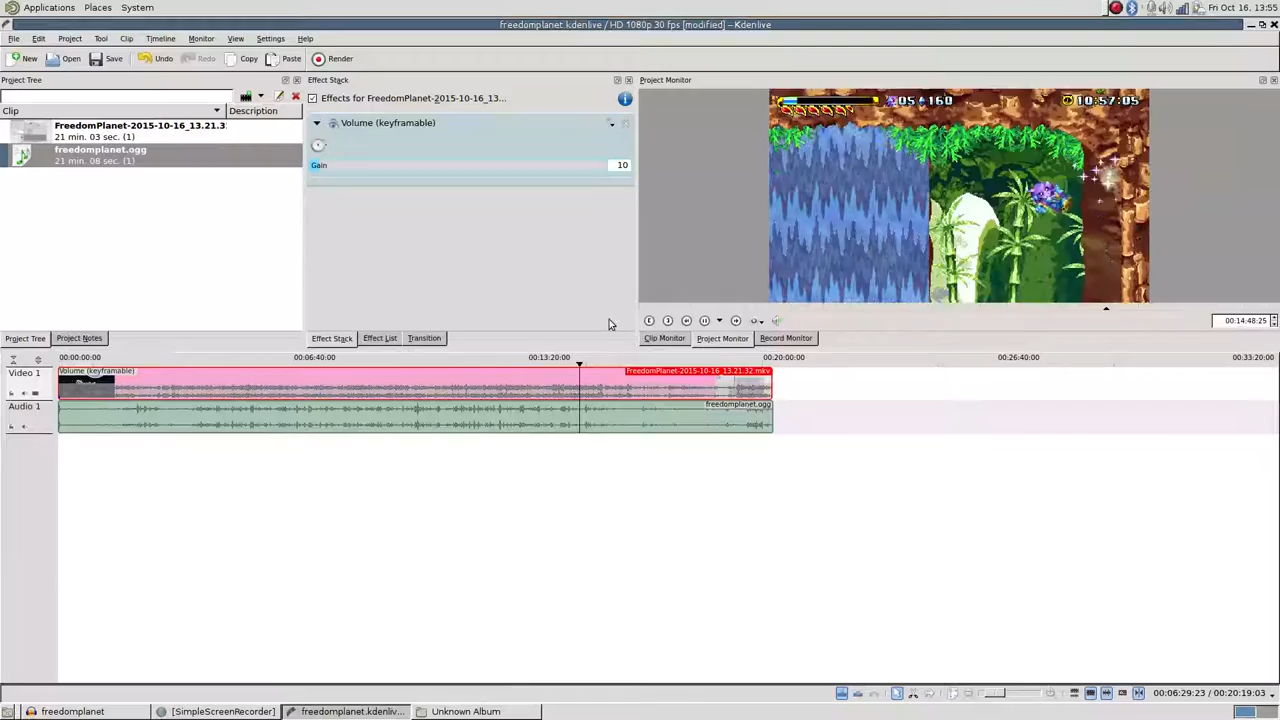 Applications Places System Fri Oct 16, 13:55
freedomplanet.kdenlive / HD 1080p 30 fps [modified] – Kdenlive
File Edit Project Tool Clip Timeline Monitor View Settings Help
New Open Save Undo Redo Copy Paste Render
Project Tree Effect Stack Project Monitor
Effects for FreedomPlanet-2015-10-16_13...
Clip Description
FreedomPlanet-2015-10-16_13.21.3
21 min. 03 sec. (1)
freedomplanet.ogg
21 min. 08 sec. (1)
Volume (keyframable)
Gain 10
05 160 10:57:05
00:14:48:25
Project Tree Project Notes Effect Stack Effect List Transition Clip Monitor Project Monitor Record Monitor
00:00:00:00 00:06:40:00 00:13:20:00 00:20:00:00 00:26:40:00 00:33:20:00
Video 1 Volume (keyframable) FreedomPlanet-2015-10-16_13.21.32.mkv
Audio 1 freedomplanet.ogg
00:06:29:23 / 00:20:19:03
freedomplanet [SimpleScreenRecorder] freedomplanet.kdenliv... Unknown Album